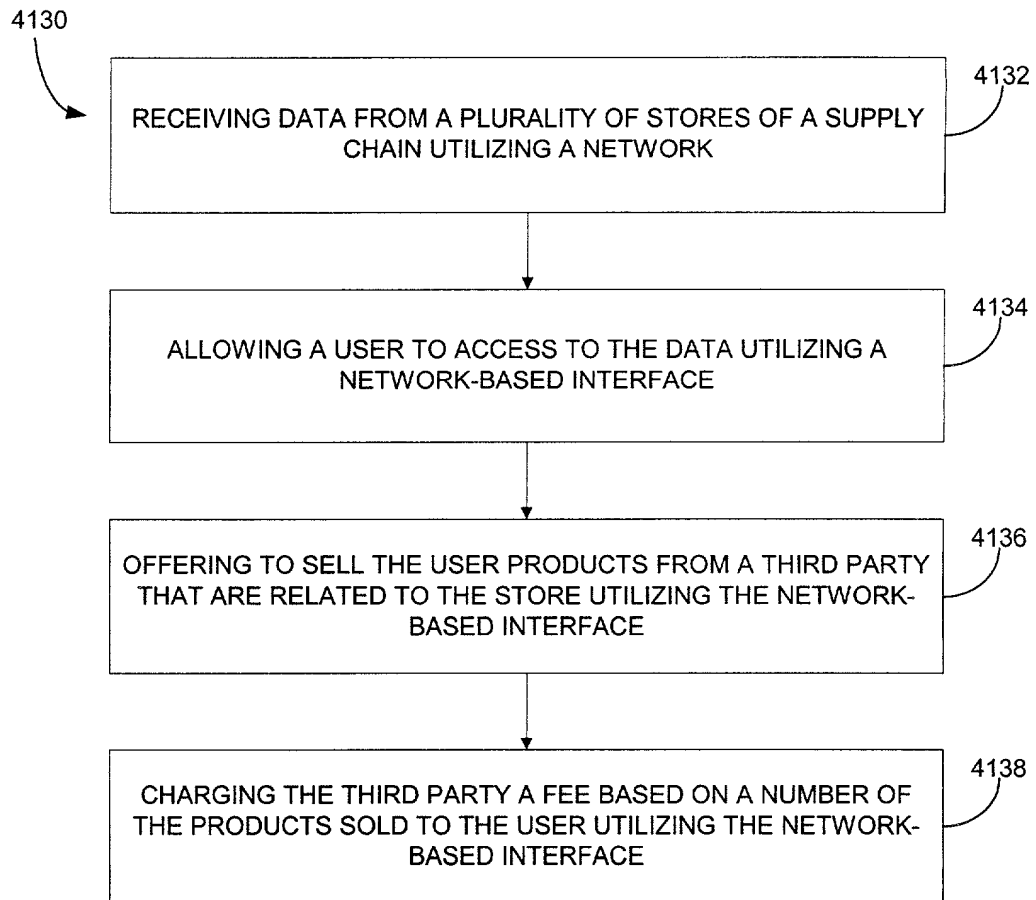 4130
4132
RECEIVING DATA FROM A PLURALITY OF STORES OF A SUPPLY
CHAIN UTILIZING A NETWORK
4134
ALLOWING A USER TO ACCESS TO THE DATA UTILIZING A
NETWORK-BASED INTERFACE
4136
OFFERING TO SELL THE USER PRODUCTS FROM A THIRD PARTY
THAT ARE RELATED TO THE STORE UTILIZING THE NETWORK-
BASED INTERFACE
4138
CHARGING THE THIRD PARTY A FEE BASED ON A NUMBER OF
THE PRODUCTS SOLD TO THE USER UTILIZING THE NETWORK-
BASED INTERFACE